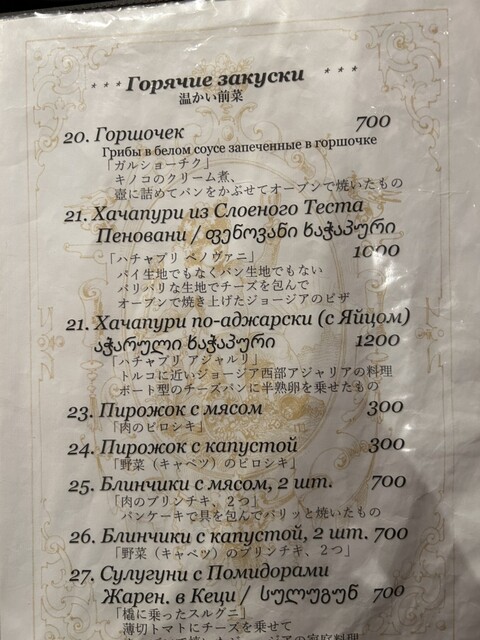 *** Горячие закуски ***
温かい前菜
20. Горшочек 700
Грибы в белом соусе запеченные в горшочке
「ガルショーチク」
キノコのクリーム煮、
壺に詰めてパンをかぶせてオーブンで焼いたもの
21. Хачапури из Слоеного Теста
Пеновани / ფენოვანი ხაჭაპური
「ハチャプリ ペノヴァニ」 1000
パイ生地でもなくパン生地でもない
パリパリな生地でチーズを包んで
オーブンで焼き上げたジョージアのピザ
21. Хачапури по-аджарски (с Яйцом)
აჭარული ხაჭაპური 1200
「ハチャプリ アジャルリ」
トルコに近いジョージア西部アジャリアの料理
ボート型のチーズパンに半熟卵を乗せたもの
23. Пирожок с мясом 300
「肉のピロシキ」
24. Пирожок с капустой 300
「野菜（キャベツ）のピロシキ」
25. Блинчики с мясом, 2 шт. 700
「肉のブリンチキ、２つ」
パンケーキで具を包んでパリッと焼いたもの
26. Блинчики с капустой, 2 шт. 700
「野菜（キャベツ）のブリンチキ、２つ」
27. Сулугуни с Помидорами
Жарен. в Кеци / სულუგუნ 700
「橇に乗ったスルグニ」
薄切トマトにチーズを乗せて